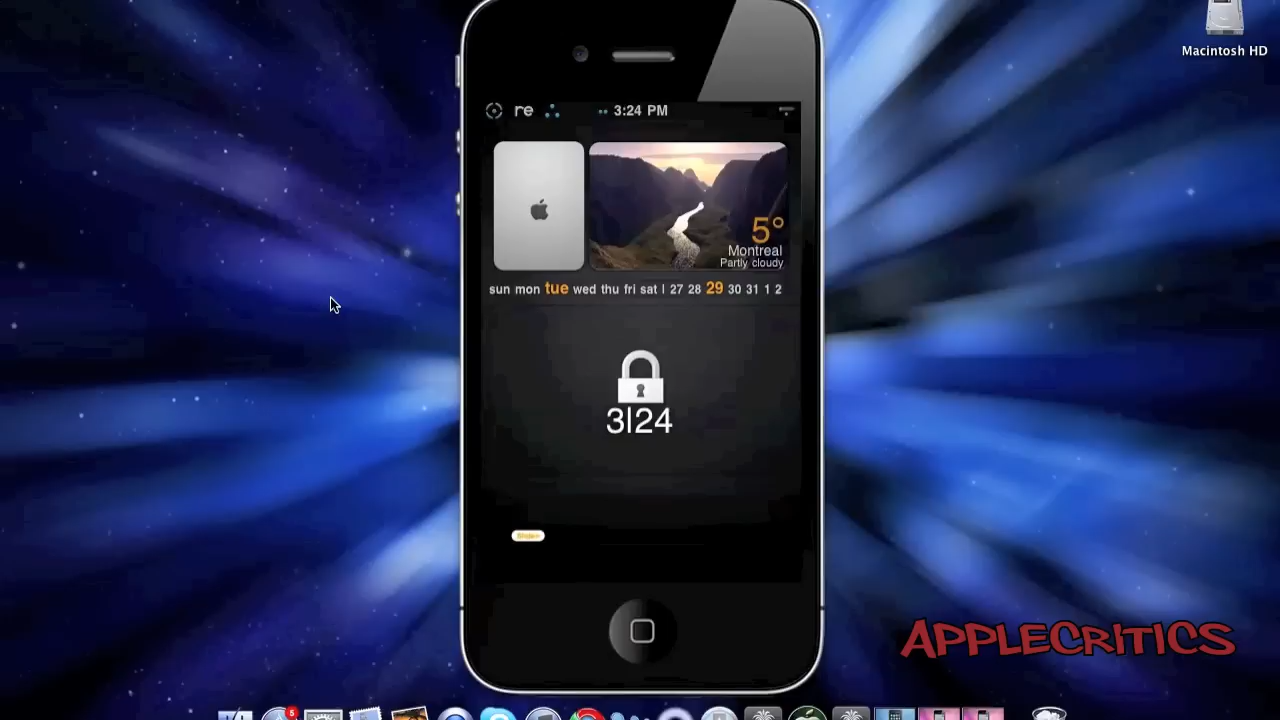 Macintosh HD
re
3:24 PM
5°
Montreal
Partly cloudy
sun mon tue wed thu fri sat | 27 28 29 30 31 1 2
3|24
APPLECRITICS
5